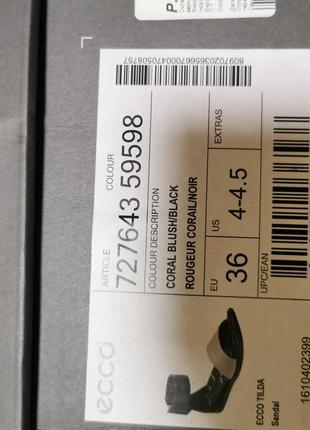 ecco
ARTICLE COLOUR
727643 59598
COLOUR DESCRIPTION
CORAL BLUSH/BLACK
ROUGEUR CORAIL/NOIR
EU US EXTRAS
36 4-4.5
8097020365667000470508757
UPC/EAN
ECCO TILDA
Sandal
1610402399